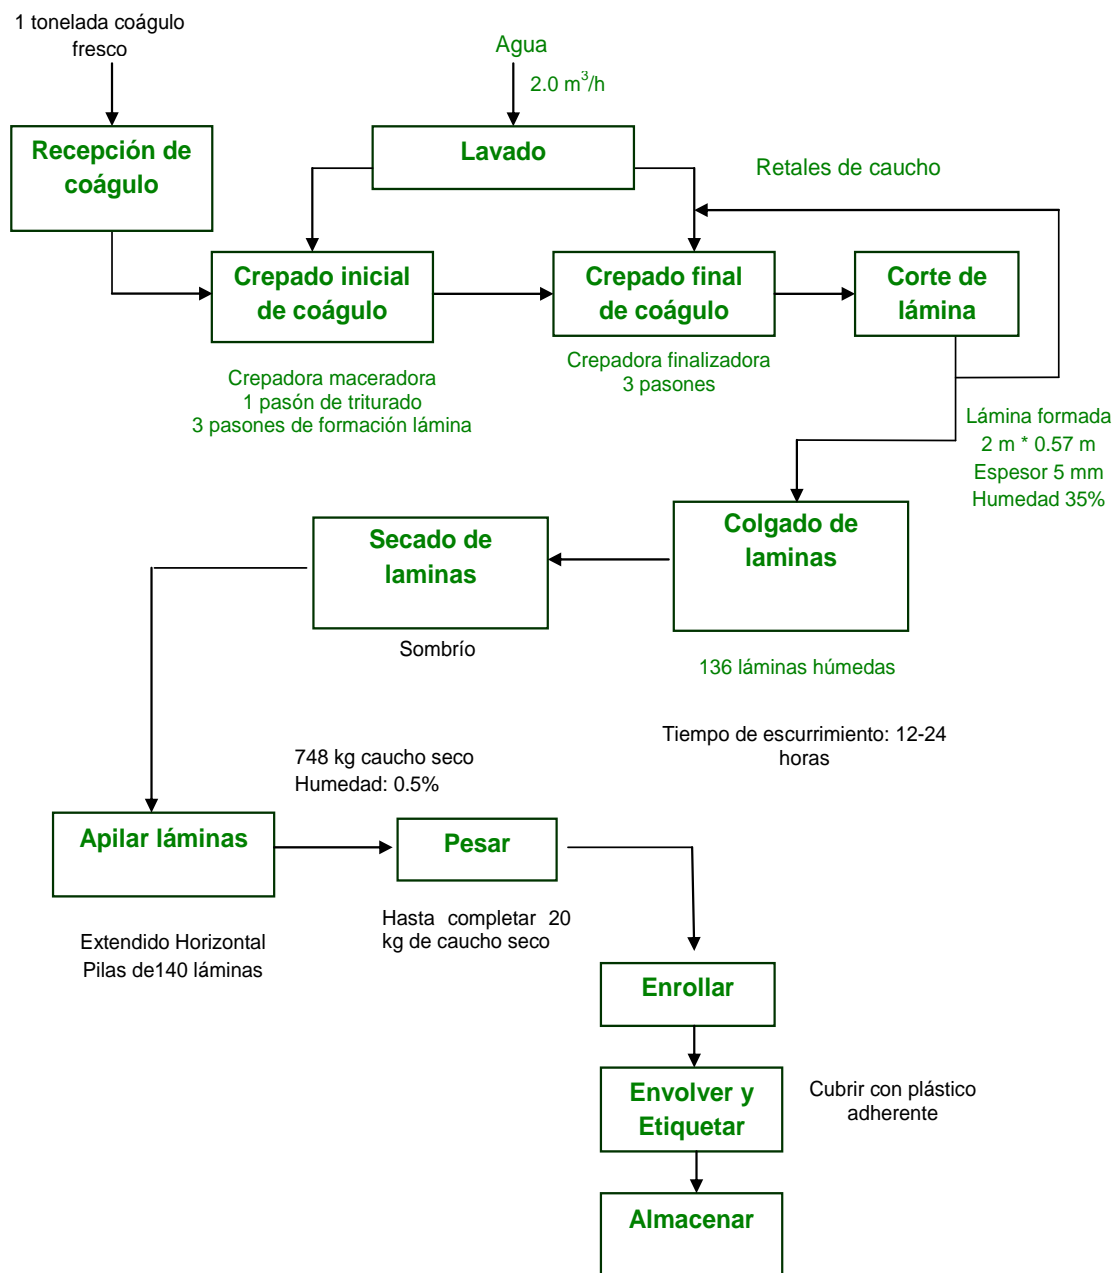 1 tonelada coágulo
fresco
Agua
2.0 m³/h
Recepción de
coágulo
Lavado
Retales de caucho
Crepado inicial
de coágulo
Crepado final
de coágulo
Corte de
lámina
Crepadora maceradora
1 pasón de triturado
3 pasones de formación lámina
Crepadora finalizadora
3 pasones
Lámina formada
2 m * 0.57 m
Espesor 5 mm
Humedad 35%
Colgado de
laminas
Secado de
laminas
Sombrío
136 láminas húmedas
Tiempo de escurrimiento: 12-24
horas
748 kg caucho seco
Humedad: 0.5%
Apilar láminas
Pesar
Extendido Horizontal
Pilas de140 láminas
Hasta completar 20
kg de caucho seco
Enrollar
Envolver y
Etiquetar
Cubrir con plástico
adherente
Almacenar